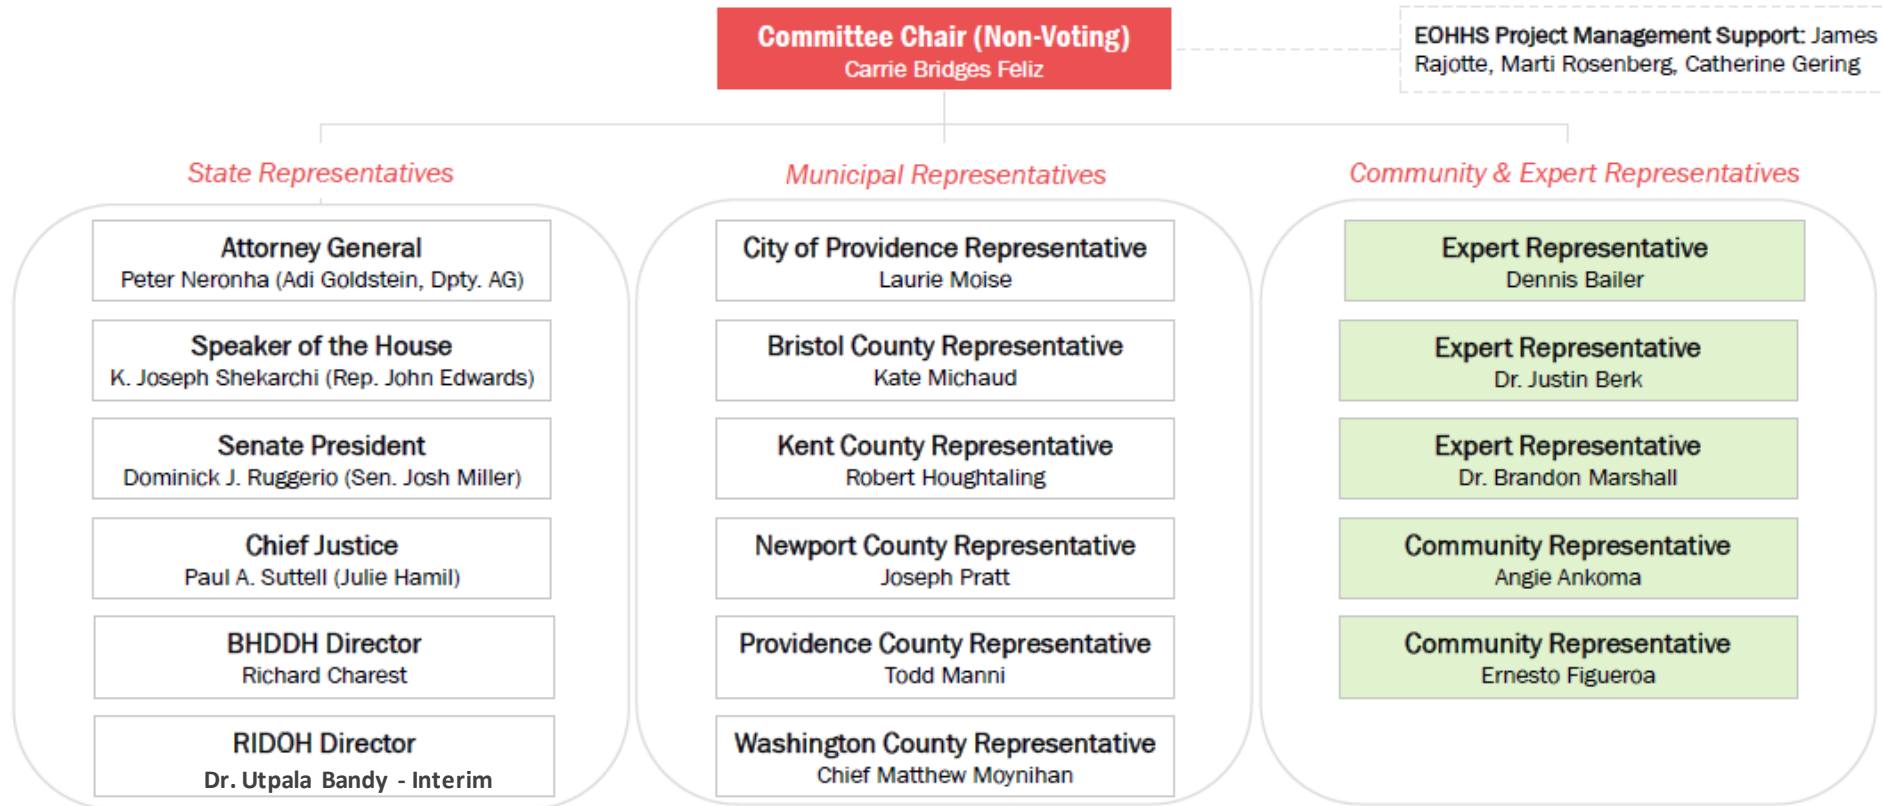 Committee Chair (Non-Voting)
Carrie Bridges Feliz
EOHHS Project Management Support: James
Rajotte, Marti Rosenberg, Catherine Gering
State Representatives
Attorney General
Peter Neronha (Adi Goldstein, Dpty. AG)
Speaker of the House
K. Joseph Shekarchi (Rep. John Edwards)
Senate President
Dominick J. Ruggerio (Sen. Josh Miller)
Chief Justice
Paul A. Suttell (Julie Hamil)
BHDDH Director
Richard Charest
RIDOH Director
Dr. Utpala Bandy - Interim
Municipal Representatives
City of Providence Representative
Laurie Moise
Bristol County Representative
Kate Michaud
Kent County Representative
Robert Houghtaling
Newport County Representative
Joseph Pratt
Providence County Representative
Todd Manni
Washington County Representative
Chief Matthew Moynihan
Community & Expert Representatives
Expert Representative
Dennis Bailer
Expert Representative
Dr. Justin Berk
Expert Representative
Dr. Brandon Marshall
Community Representative
Angie Ankoma
Community Representative
Ernesto Figueroa